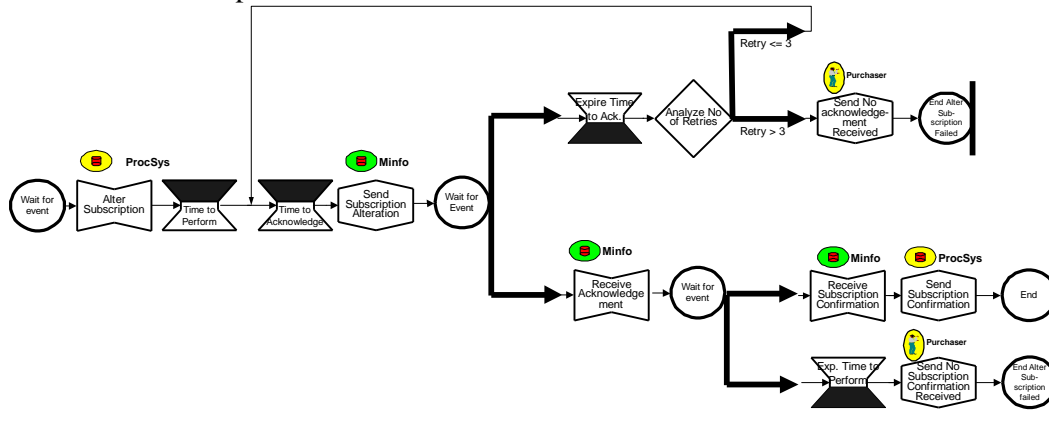 Retry <= 3
Purchaser
Expire Time
to Ack.
Analyze No
of Retries
Send No
acknowledge-
ment
Received
End Alter
Sub-
scription
Failed
Retry > 3
ProcSys
Minfo
Wait for
event
Alter
Subscription
Time to
Perform
Time to
Acknowledge
Send
Subscription
Alteration
Wait for
Event
Minfo
Receive
Acknowledge
ment
Wait for
event
Minfo
ProcSys
Receive
Subscription
Confirmation
Send
Subscription
Confirmation
End
Purchaser
Exp. Time to
Perform
Send No
Subscription
Confirmation
Received
End Alter
Sub-
scription
failed